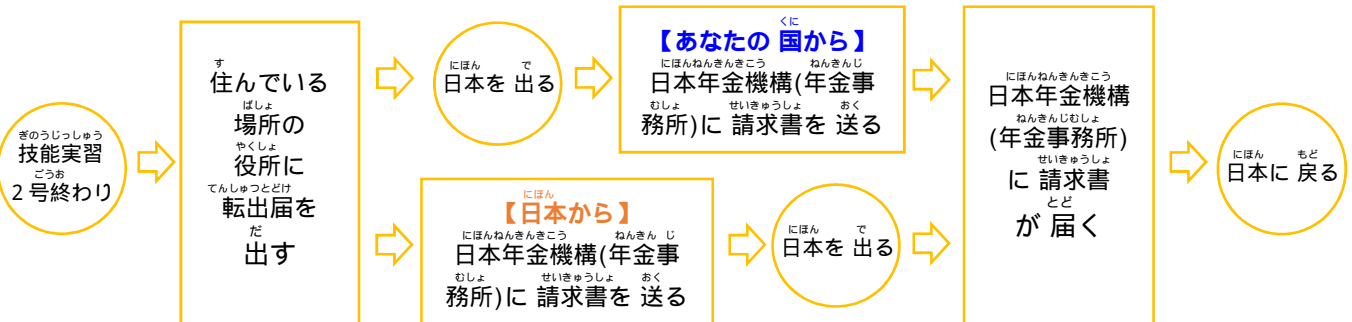 ぎのうじっしゅう
技能実習
ごうお
2号終わり
す
住んでいる
ばしょ
場所の
やくしょ
役所に
てんしゅつとどけ
転出届を
だ
出す
にほん で
日本を 出る
くに
【あなたの 国から】
にほんねんきんきこう ねんきんじ
日本年金機構(年金事
むしょ せいきゅうしょ おく
務所)に 請求書を 送る
にほん
【日本から】
にほんねんきんきこう ねんきん じ
日本年金機構(年金事
むしょ せいきゅうしょ おく
務所)に 請求書を 送る
にほん で
日本を 出る
にほんねんきんきこう
日本年金機構
ねんきんじむしょ
(年金事務所)
せいきゅうしょ
に 請求書
とど
が 届く
にほん もど
日本に 戻る